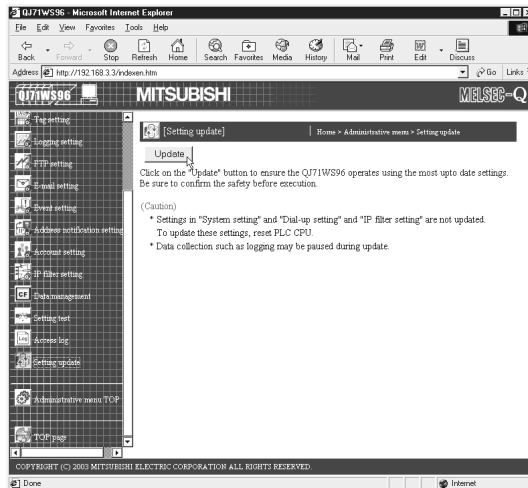 QJ71WS96 - Microsoft Internet Explorer
File Edit View Favorites Tools Help
Back Forward Stop Refresh Home Search Favorites Media History Mail Print Edit Discuss
Address http://192.168.3.3/indexen.htm Go Links
QJ71WS96 MITSUBISHI MELSEG-Q
Tag setting
Logging setting
FTP setting
E-mail setting
Event setting
Address notification setting
Account setting
IP filter setting
CF Data management
Setting test
Log Access log
Setting update
Administrative menu TOP
TOP page
[Setting update] Home > Administrative menu > Setting update
Update
Click on the "Update" button to ensure the QJ71WS96 operates using the most upto date settings.
Be sure to confirm the safety before execution.
(Caution)
* Settings in "System setting" and "Dial-up setting" and "IP filter setting" are not updated.
To update these settings, reset PLC CPU.
* Data collection such as logging may be paused during update.
COPYRIGHT (C) 2003 MITSUBISHI ELECTRIC CORPORATION ALL RIGHTS RESERVED.
Done Internet